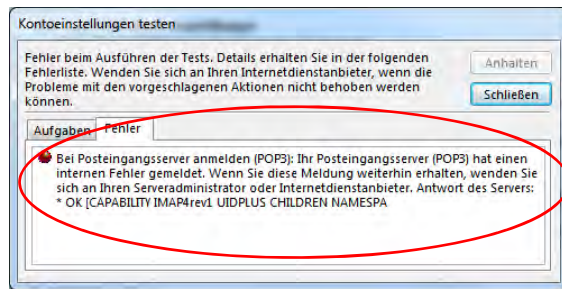 Kontoeinstellungen testen
Fehler beim Ausführen der Tests. Details erhalten Sie in der folgenden
Fehlerliste. Wenden Sie sich an Ihren Internetdienstanbieter, wenn die
Probleme mit den vorgeschlagenen Aktionen nicht behoben werden
können.
Anhalten
Schließen
Aufgaben Fehler
Bei Posteingangsserver anmelden (POP3): Ihr Posteingangsserver (POP3) hat einen
internen Fehler gemeldet. Wenn Sie diese Meldung weiterhin erhalten, wenden Sie
sich an Ihren Serveradministrator oder Internetdienstanbieter. Antwort des Servers:
* OK [CAPABILITY IMAP4rev1 UIDPLUS CHILDREN NAMESPA